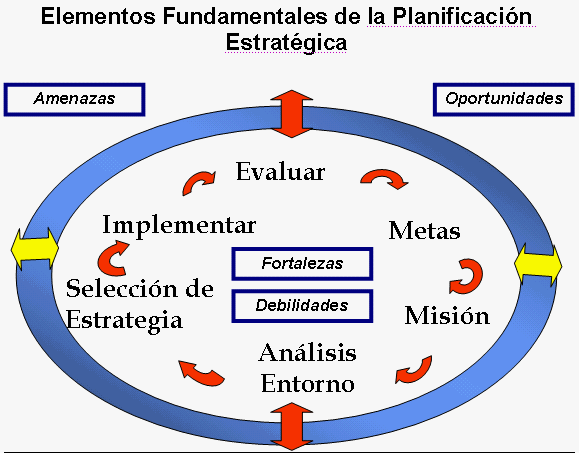 Elementos Fundamentales de la Planificación
Estratégica
Amenazas
Oportunidades
Evaluar
Implementar
Metas
Fortalezas
Selección de
Estrategia
Debilidades
Misión
Análisis
Entorno